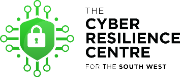 THE
CYBER
RESILIENCE
CENTRE
FOR THE SOUTH WEST